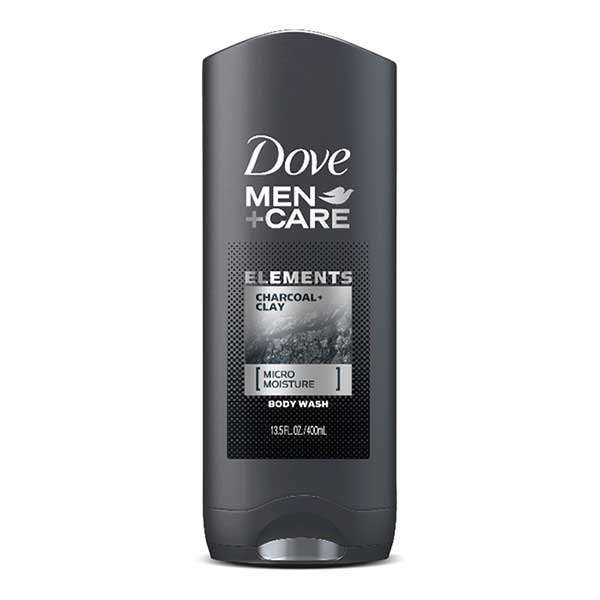 Dove
MEN
+CARE
ELEMENTS
CHARCOAL+
CLAY
[ MICRO
MOISTURE ]
BODY WASH
13.5 FL. OZ. / 400mL